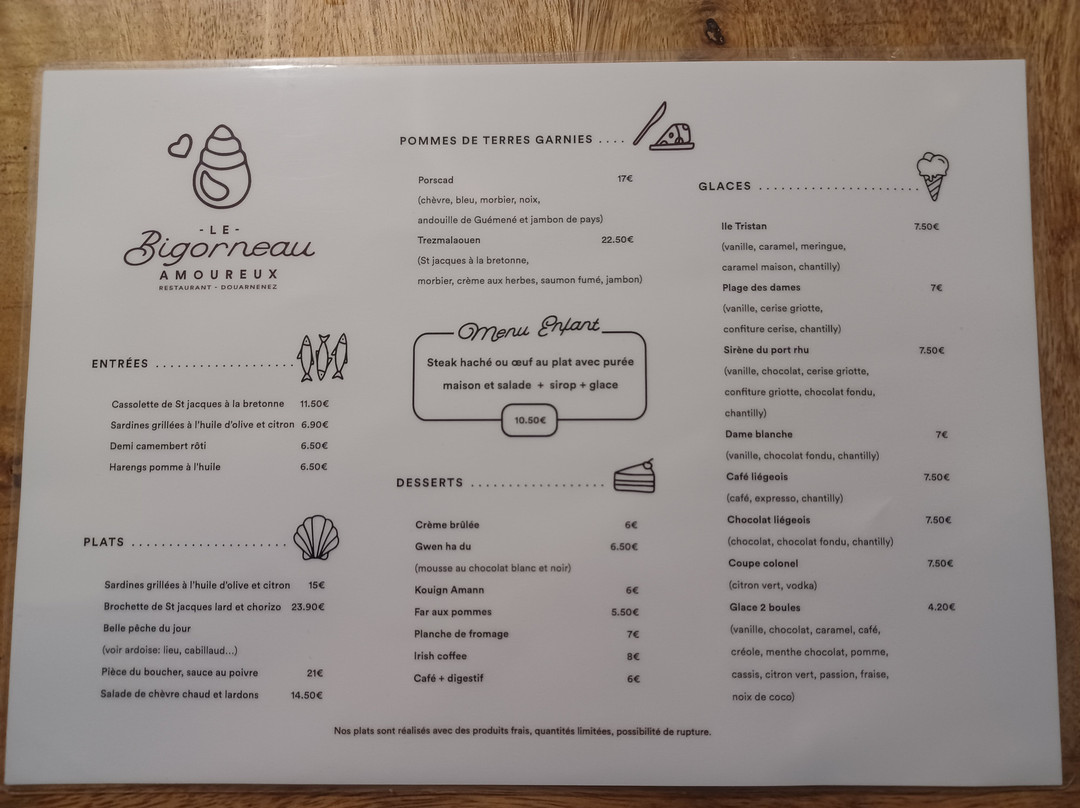 - LE -
Bigorneau
AMOUREUX
RESTAURANT - DOUARNENEZ
ENTRÉES ....................
Cassolette de St jacques à la bretonne 11.50€
Sardines grillées à l'huile d'olive et citron 6.90€
Demi camembert rôti 6.50€
Harengs pomme à l'huile 6.50€
PLATS ......................
Sardines grillées à l'huile d'olive et citron 15€
Brochette de St jacques lard et chorizo 23.90€
Belle pêche du jour
(voir ardoise: lieu, cabillaud...)
Pièce du boucher, sauce au poivre 21€
Salade de chèvre chaud et lardons 14.50€
POMMES DE TERRES GARNIES ....
Porscad 17€
(chèvre, bleu, morbier, noix,
andouille de Guémené et jambon de pays)
Trezmalaouen 22.50€
(St jacques à la bretonne,
morbier, crème aux herbes, saumon fumé, jambon)
Menu Enfant
Steak haché ou œuf au plat avec purée
maison et salade + sirop + glace
10.50€
DESSERTS ...................
Crème brûlée 6€
Gwen ha du 6.50€
(mousse au chocolat blanc et noir)
Kouign Amann 6€
Far aux pommes 5.50€
Planche de fromage 7€
Irish coffee 8€
Café + digestif 6€
GLACES ......................
Ile Tristan 7.50€
(vanille, caramel, meringue,
caramel maison, chantilly)
Plage des dames 7€
(vanille, cerise griotte,
confiture cerise, chantilly)
Sirène du port rhu 7.50€
(vanille, chocolat, cerise griotte,
confiture griotte, chocolat fondu,
chantilly)
Dame blanche 7€
(vanille, chocolat fondu, chantilly)
Café liégeois 7.50€
(café, expresso, chantilly)
Chocolat liégeois 7.50€
(chocolat, chocolat fondu, chantilly)
Coupe colonel 7.50€
(citron vert, vodka)
Glace 2 boules 4.20€
(vanille, chocolat, caramel, café,
créole, menthe chocolat, pomme,
cassis, citron vert, passion, fraise,
noix de coco)
Nos plats sont réalisés avec des produits frais, quantités limitées, possibilité de rupture.